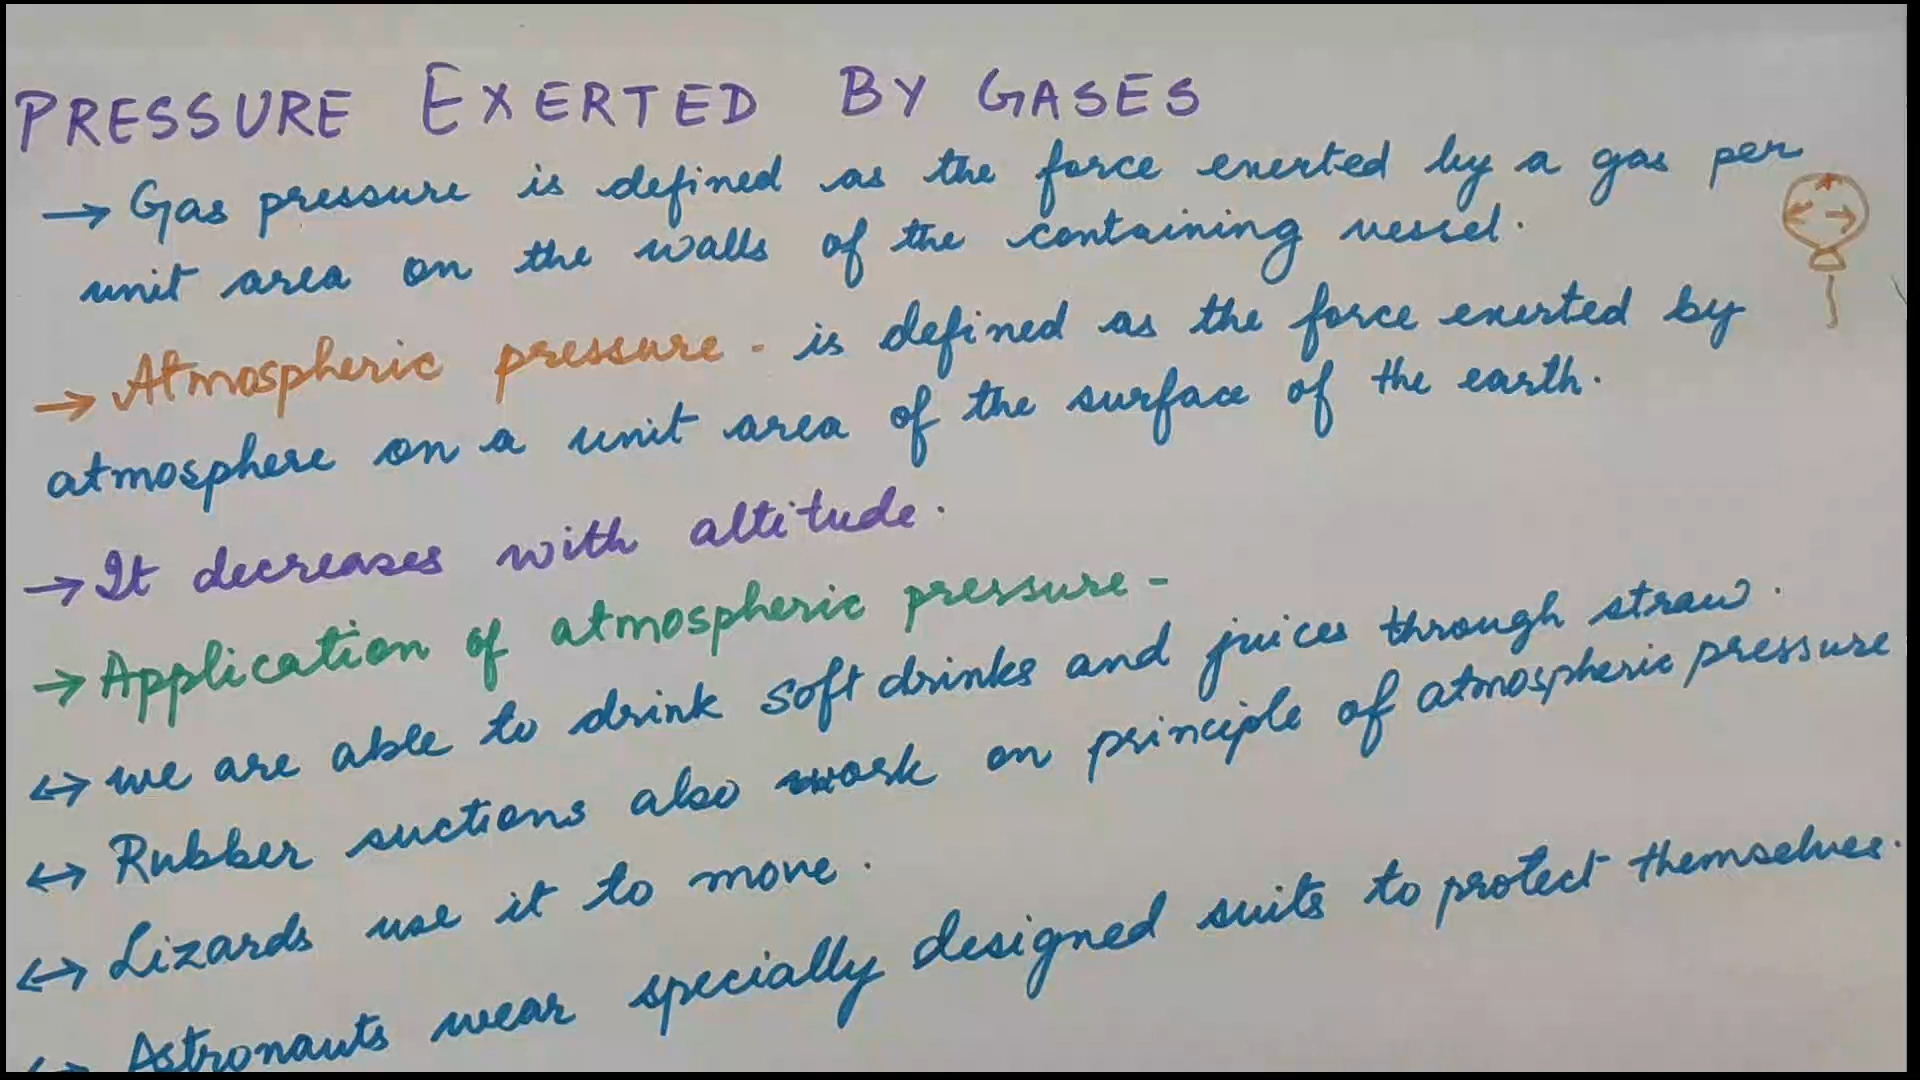 PRESSURE EXERTED BY GASES
→ Gas pressure is defined as the force exerted by a gas per
unit area on the walls of the containing vessel.
→ Atmospheric pressure - is defined as the force exerted by
atmosphere on a unit area of the surface of the earth.
→ It decreases with altitude.
→ Application of atmospheric pressure -
↔ we are able to drink soft drinks and juices through straw.
↔ Rubber suctions also work on principle of atmospheric pressure
↔ Lizards use it to move.
↔ Astronauts wear specially designed suits to protect themselves.